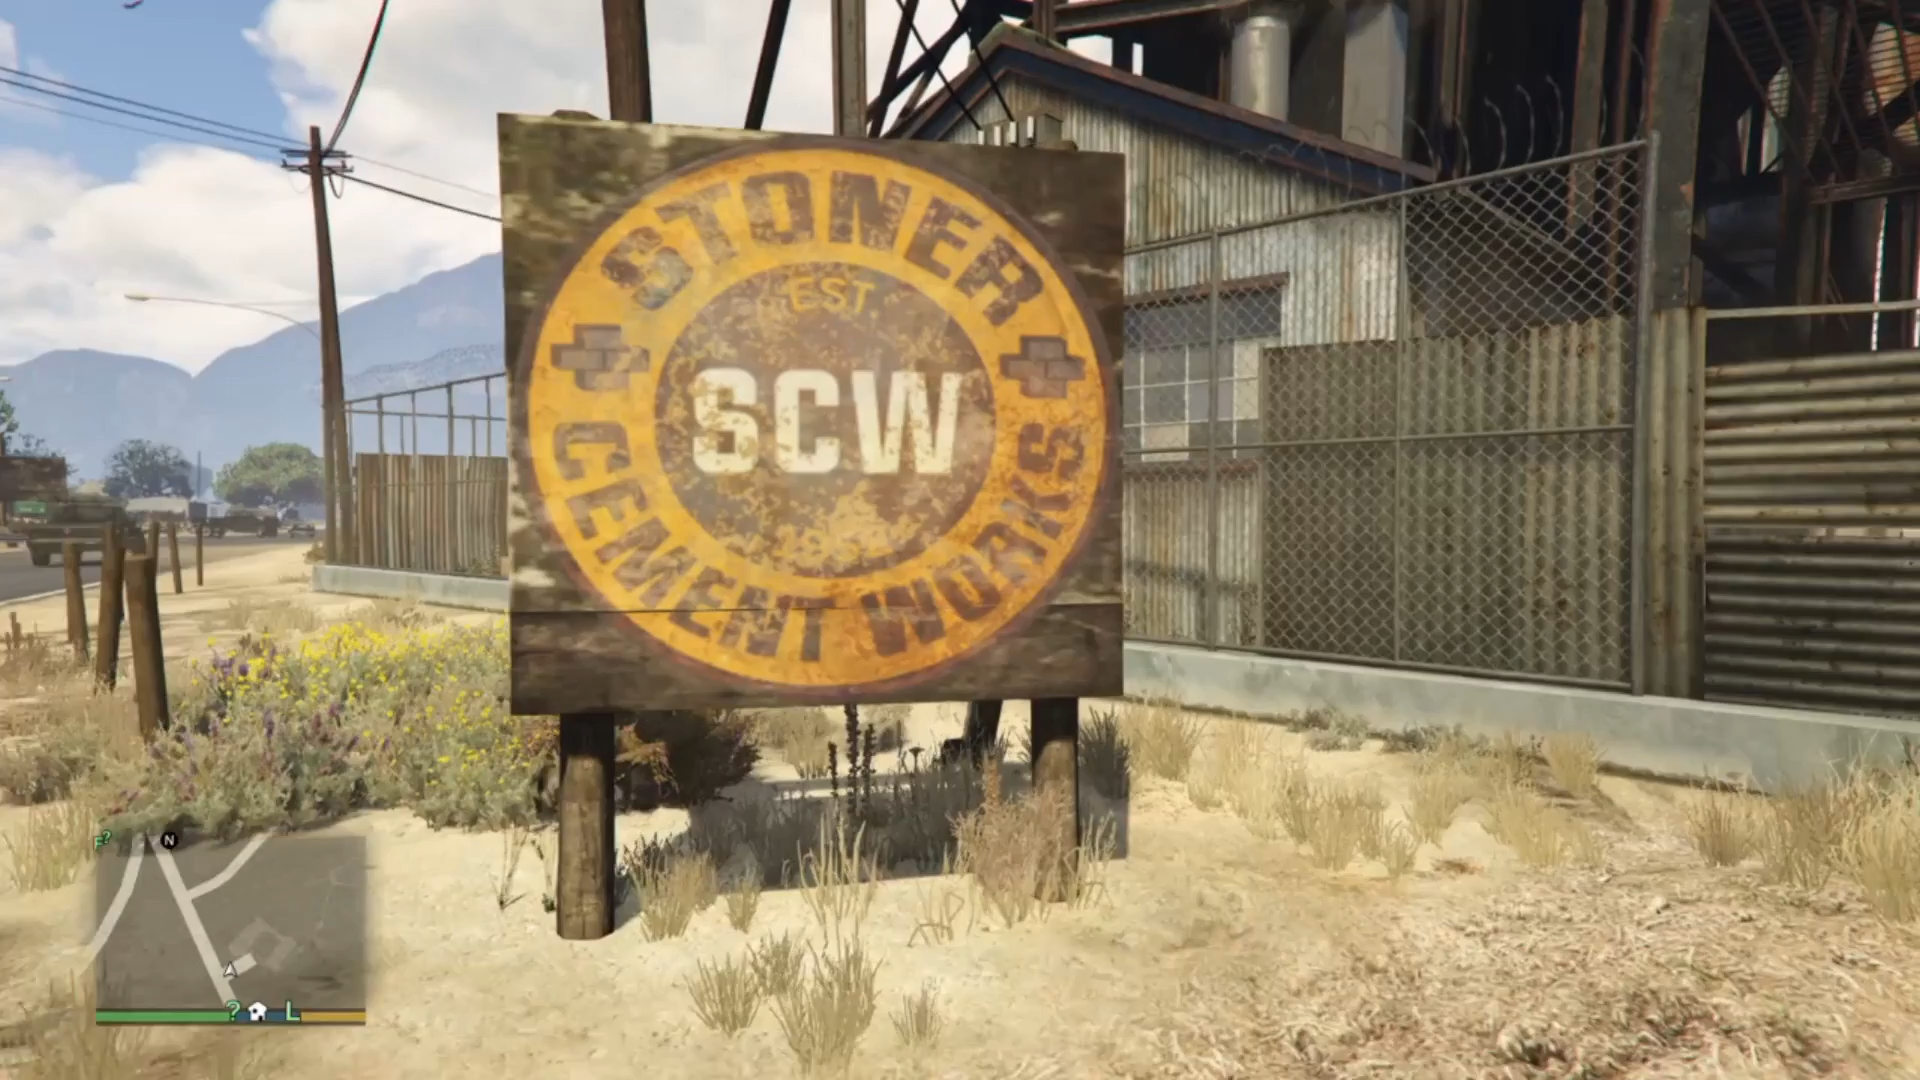 STONER
EST
SCW
CEMENT WORKS
N
F?
?
L